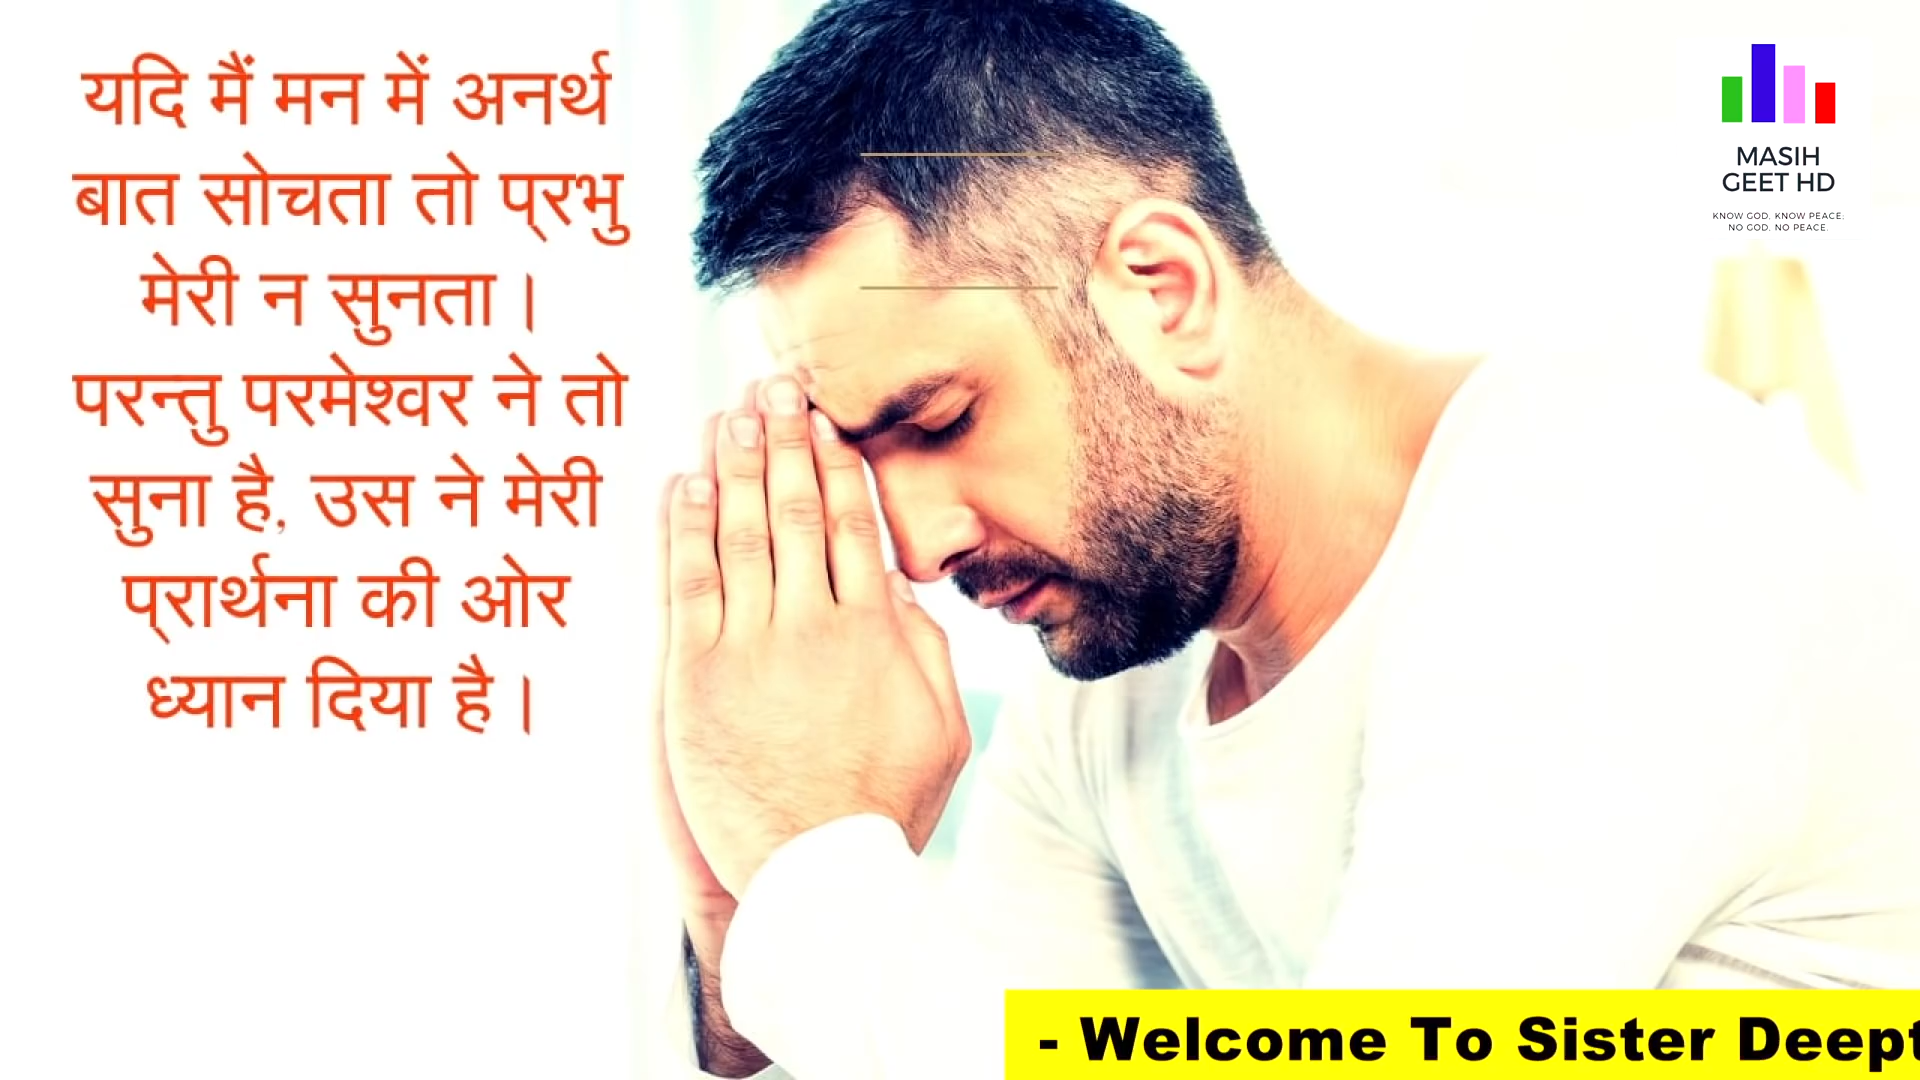 यदि मैं मन में अनर्थ
बात सोचता तो प्रभु
मेरी न सुनता।
परन्तु परमेश्वर ने तो
सुना है, उस ने मेरी
प्रार्थना की ओर
ध्यान दिया है।
MASIH
GEET HD
KNOW GOD, KNOW PEACE;
NO GOD, NO PEACE.
- Welcome To Sister Deept